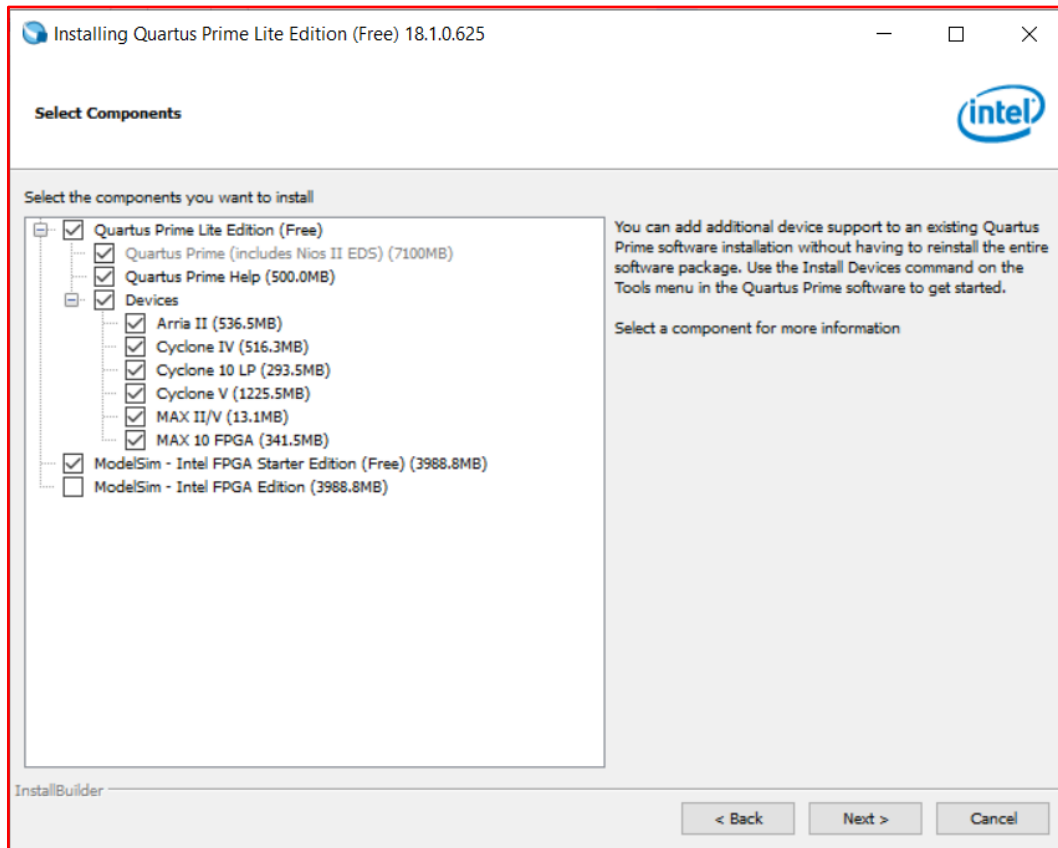 Installing Quartus Prime Lite Edition (Free) 18.1.0.625
Select Components
intel
Select the components you want to install
Quartus Prime Lite Edition (Free)
Quartus Prime (includes Nios II EDS) (7100MB)
Quartus Prime Help (500.0MB)
Devices
Arria II (536.5MB)
Cyclone IV (516.3MB)
Cyclone 10 LP (293.5MB)
Cyclone V (1225.5MB)
MAX II/V (13.1MB)
MAX 10 FPGA (341.5MB)
ModelSim - Intel FPGA Starter Edition (Free) (3988.8MB)
ModelSim - Intel FPGA Edition (3988.8MB)
You can add additional device support to an existing Quartus
Prime software installation without having to reinstall the entire
software package. Use the Install Devices command on the
Tools menu in the Quartus Prime software to get started.
Select a component for more information
InstallBuilder
< Back
Next >
Cancel